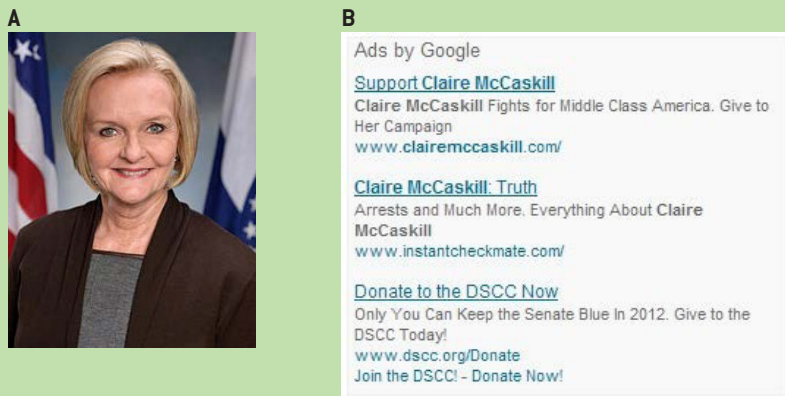 A
B
Ads by Google
Support Claire McCaskill
Claire McCaskill Fights for Middle Class America. Give to
Her Campaign
www.clairemccaskill.com/
Claire McCaskill: Truth
Arrests and Much More. Everything About Claire
McCaskill
www.instantcheckmate.com/
Donate to the DSCC Now
Only You Can Keep the Senate Blue In 2012. Give to the
DSCC Today!
www.dscc.org/Donate
Join the DSCC! - Donate Now!